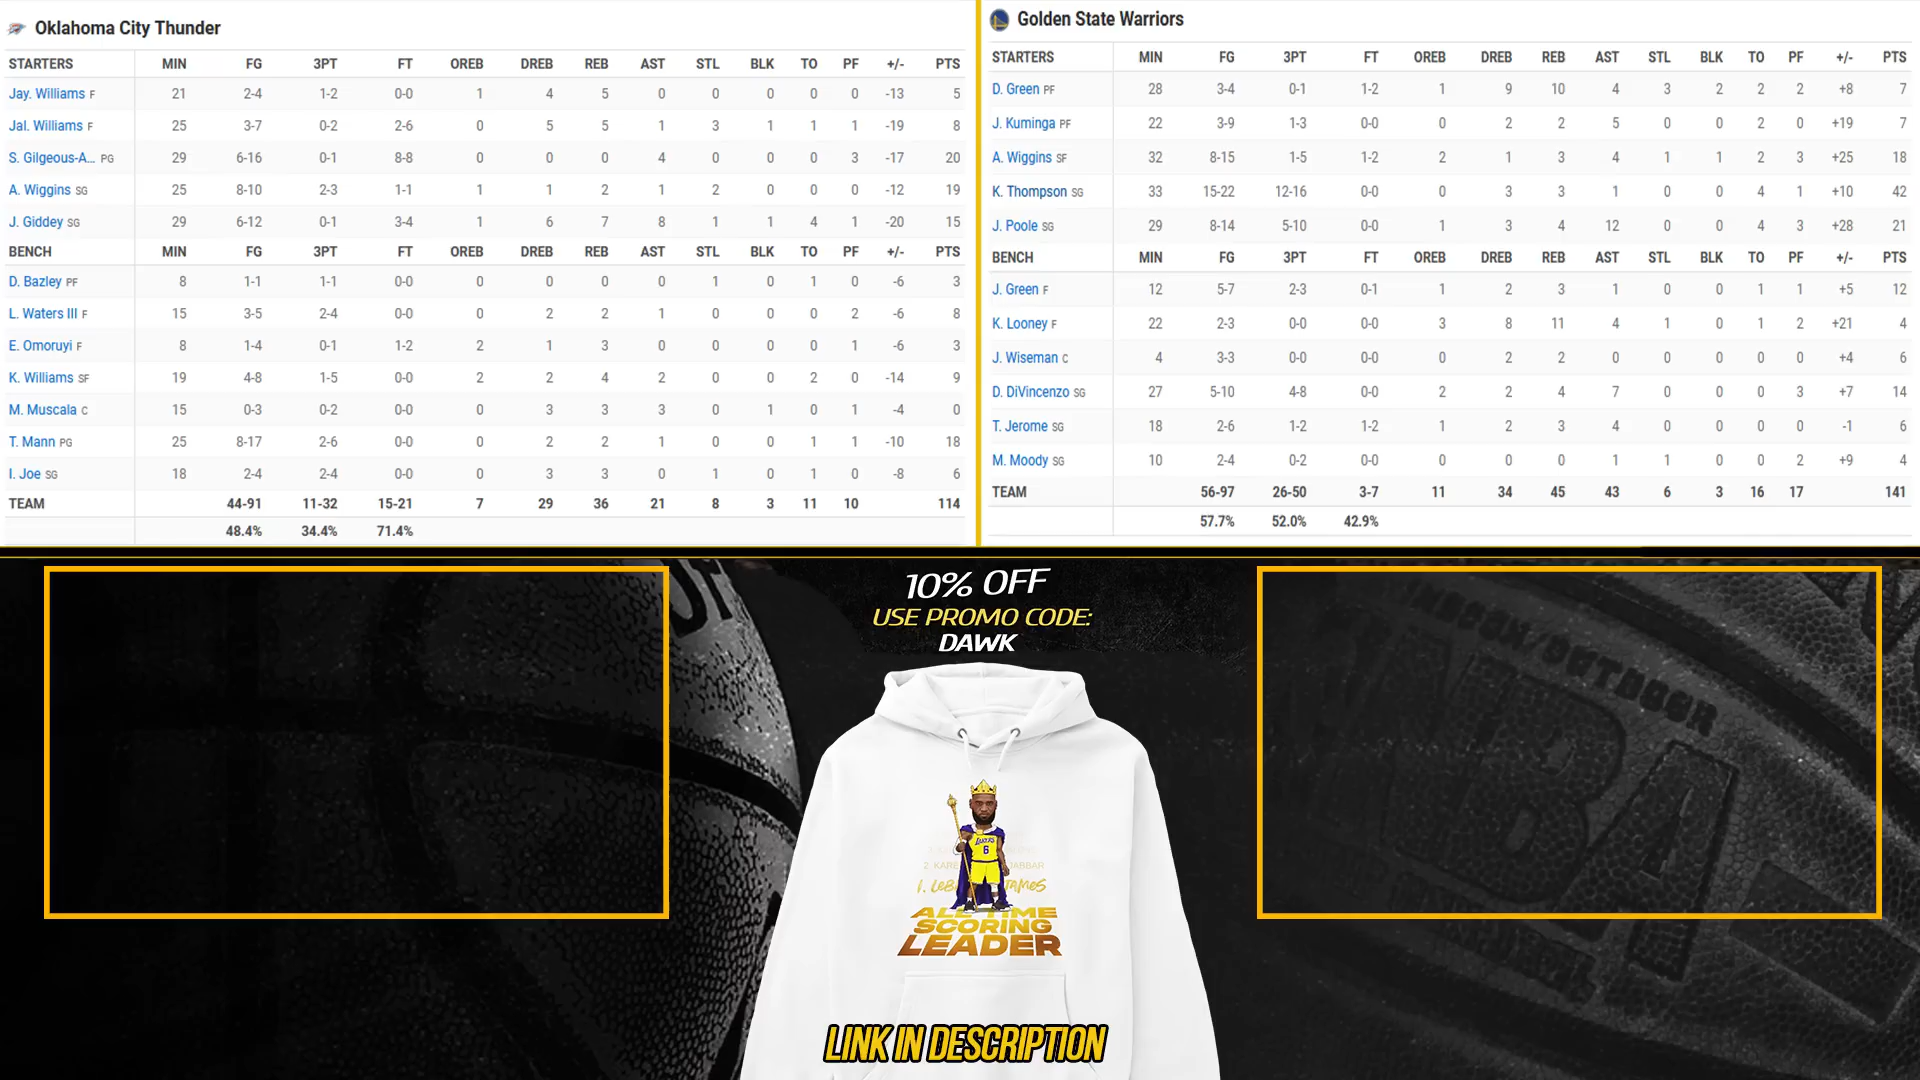 Oklahoma City Thunder
STARTERS MIN FG 3PT FT OREB DREB REB AST STL BLK TO PF +/- PTS
Jay. Williams F 21 2-4 1-2 0-0 1 4 5 0 0 0 0 0 -13 5
Jal. Williams F 25 3-7 0-2 2-6 0 5 5 1 3 1 1 1 -19 8
S. Gilgeous-A... PG 29 6-16 0-1 8-8 0 0 0 4 0 0 0 3 -17 20
A. Wiggins SG 25 8-10 2-3 1-1 1 1 2 1 2 0 0 0 -12 19
J. Giddey SG 29 6-12 0-1 3-4 1 6 7 8 1 1 4 1 -20 15
BENCH MIN FG 3PT FT OREB DREB REB AST STL BLK TO PF +/- PTS
D. Bazley PF 8 1-1 1-1 0-0 0 0 0 0 1 0 1 0 -6 3
L. Waters III F 15 3-5 2-4 0-0 0 2 2 1 0 0 0 2 -6 8
E. Omoruyi F 8 1-4 0-1 1-2 2 1 3 0 0 0 0 1 -6 3
K. Williams SF 19 4-8 1-5 0-0 2 2 4 2 0 0 2 0 -14 9
M. Muscala C 15 0-3 0-2 0-0 0 3 3 3 0 1 0 1 -4 0
T. Mann PG 25 8-17 2-6 0-0 0 2 2 1 0 0 1 1 -10 18
I. Joe SG 18 2-4 2-4 0-0 0 3 3 0 1 0 1 0 -8 6
TEAM 44-91 11-32 15-21 7 29 36 21 8 3 11 10 114
48.4% 34.4% 71.4%
Golden State Warriors
STARTERS MIN FG 3PT FT OREB DREB REB AST STL BLK TO PF +/- PTS
D. Green PF 28 3-4 0-1 1-2 1 9 10 4 3 2 2 2 +8 7
J. Kuminga PF 22 3-9 1-3 0-0 0 2 2 5 0 0 2 0 +19 7
A. Wiggins SF 32 8-15 1-5 1-2 2 1 3 4 1 1 2 3 +25 18
K. Thompson SG 33 15-22 12-16 0-0 0 3 3 1 0 0 4 1 +10 42
J. Poole SG 29 8-14 5-10 0-0 1 3 4 12 0 0 4 3 +28 21
BENCH MIN FG 3PT FT OREB DREB REB AST STL BLK TO PF +/- PTS
J. Green F 12 5-7 2-3 0-1 1 2 3 1 0 0 1 1 +5 12
K. Looney F 22 2-3 0-0 0-0 3 8 11 4 1 0 1 2 +21 4
J. Wiseman C 4 3-3 0-0 0-0 0 2 2 0 0 0 0 0 +4 6
D. DiVincenzo SG 27 5-10 4-8 0-0 2 2 4 7 0 0 0 3 +7 14
T. Jerome SG 18 2-6 1-2 1-2 1 2 3 4 0 0 0 0 -1 6
M. Moody SG 10 2-4 0-2 0-0 0 0 0 1 1 0 0 2 +9 4
TEAM 56-97 26-50 3-7 11 34 45 43 6 3 16 17 141
57.7% 52.0% 42.9%
10% OFF
USE PROMO CODE:
DAWK
LAKERS
6
2. KARE JABBAR
1. LEB JAMES
ALL TIME
SCORING
LEADER
LINK IN DESCRIPTION